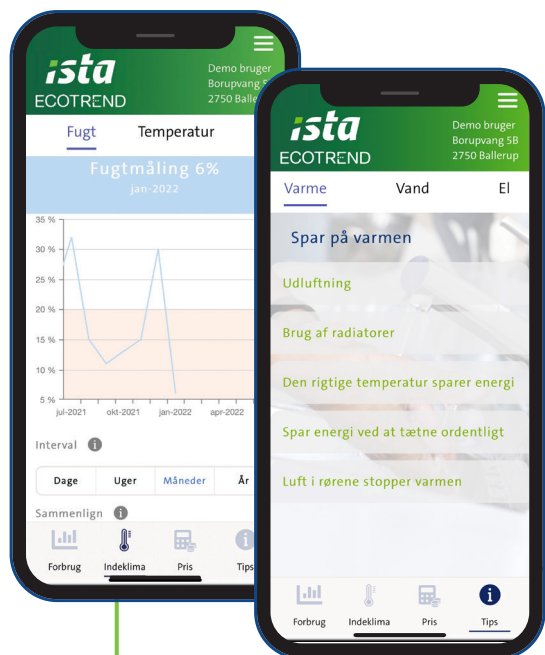 ista
ECOTREND
Demo bruger
Borupvang
2750 Balle
Fugt
Temperatur
Fugtmåling 6%
jan-2022
35 %
30 %
25 %
20 %
15 %
10 %
5 %
jul-2021
okt-2021
jan-2022
apr-2022
Interval i
Dage
Uger
Måneder
År
Sammenlign i
Forbrug
Indeklima
Pris
Tips
ista
ECOTREND
Demo bruger
Borupvang 5B
2750 Ballerup
Varme
Vand
El
Spar på varmen
Udluftning
Brug af radiatorer
Den rigtige temperatur sparer energi
Spar energi ved at tætne ordentligt
Luft i rørene stopper varmen
Forbrug
Indeklima
Pris
Tips